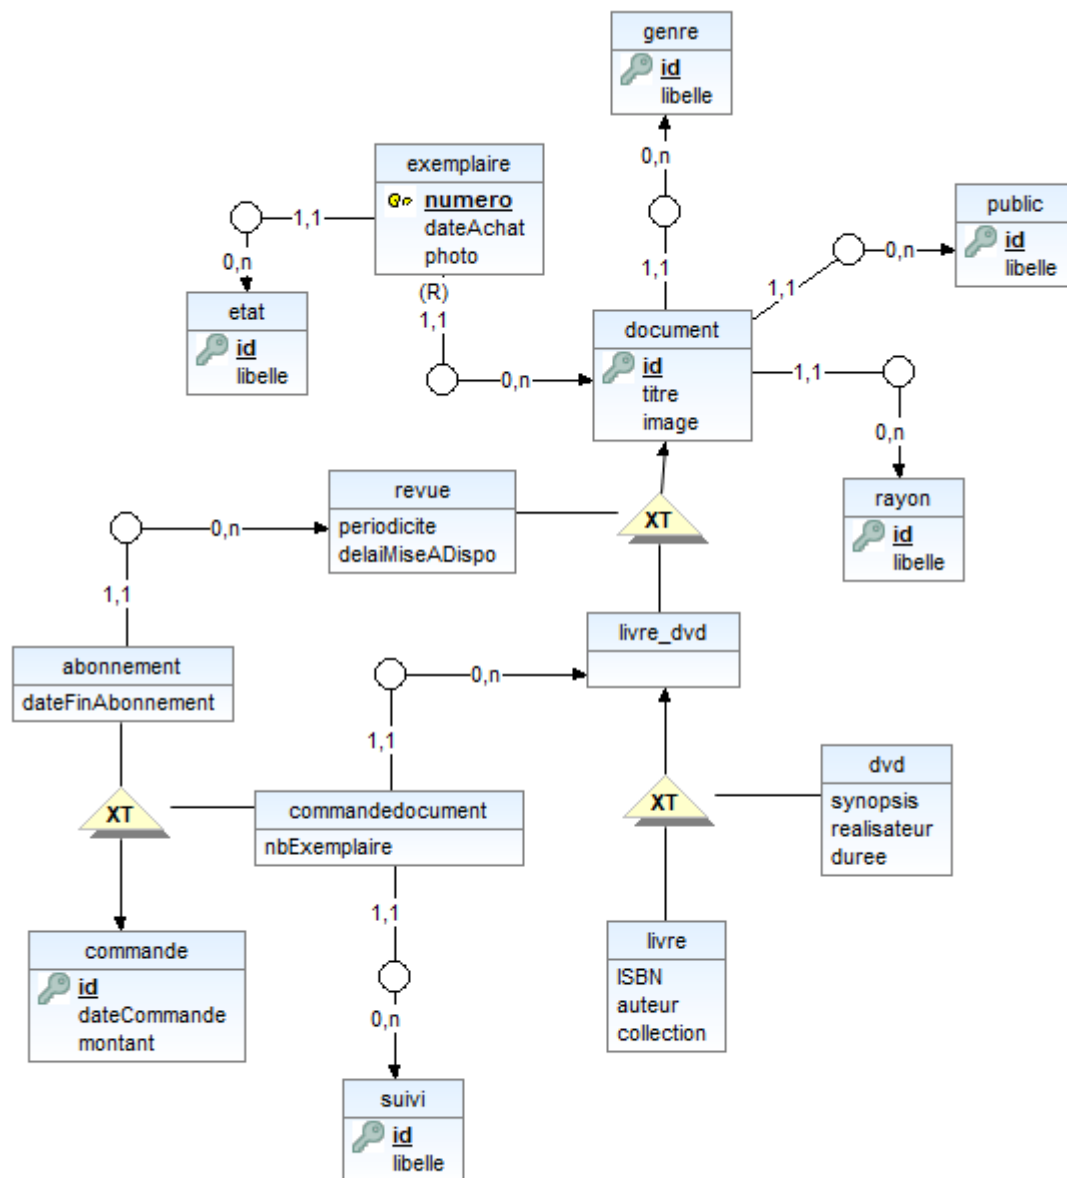 genre
id
libelle
exemplaire
numero
dateAchat
photo
public
id
libelle
0,n
1,1
0,n
0,n
1,1
1,1
(R)
1,1
etat
id
libelle
document
id
titre
image
0,n
1,1
0,n
revue
periodicite
delaiMiseADispo
XT
rayon
id
libelle
0,n
1,1
livre_dvd
abonnement
dateFinAbonnement
0,n
1,1
dvd
synopsis
realisateur
duree
XT
XT
commandedocument
nbExemplaire
1,1
livre
ISBN
auteur
collection
commande
id
dateCommande
montant
0,n
suivi
id
libelle